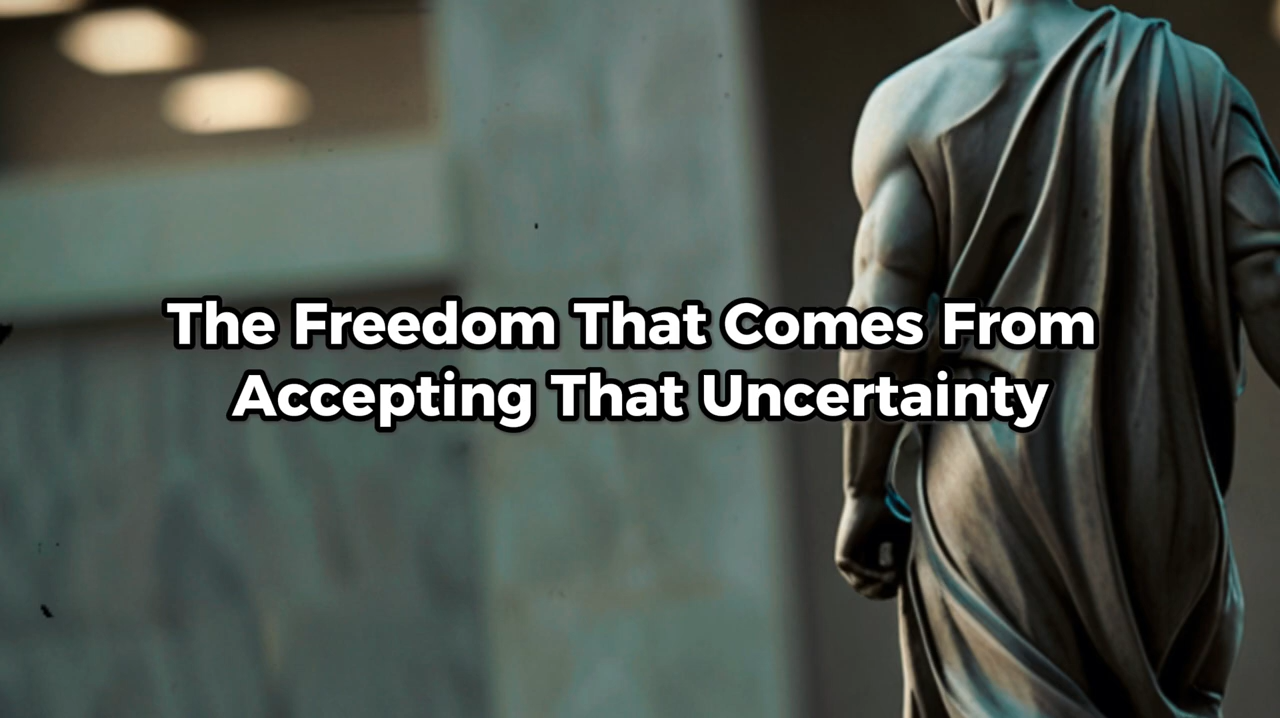 The Freedom That Comes From
Accepting That Uncertainty